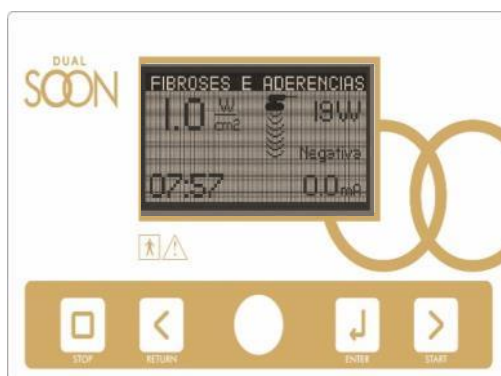 DUAL
SOON
FIBROSES E ADERENCIAS
1.0 W/cm2
19W
Negativa
07:57
0.0mA
STOP
RETURN
ENTER
START